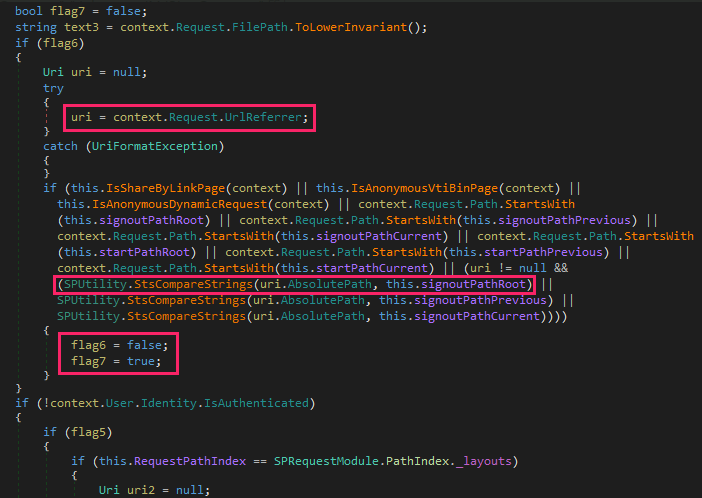 bool flag7 = false;
string text3 = context.Request.FilePath.ToLowerInvariant();
if (flag6)
{
Uri uri = null;
try
{
uri = context.Request.UrlReferrer;
}
catch (UriFormatException)
{
}
if (this.IsShareByLinkPage(context) || this.IsAnonymousVtiBinPage(context) ||
this.IsAnonymousDynamicRequest(context) || context.Request.Path.StartsWith
(this.signoutPathRoot) || context.Request.Path.StartsWith(this.signoutPathPrevious) ||
context.Request.Path.StartsWith(this.signoutPathCurrent) || context.Request.Path.StartsWith
(this.startPathRoot) || context.Request.Path.StartsWith(this.startPathPrevious) ||
context.Request.Path.StartsWith(this.startPathCurrent) || (uri != null &&
(SPUtility.StsCompareStrings(uri.AbsolutePath, this.signoutPathRoot) ||
SPUtility.StsCompareStrings(uri.AbsolutePath, this.signoutPathPrevious) ||
SPUtility.StsCompareStrings(uri.AbsolutePath, this.signoutPathCurrent))))
{
flag6 = false;
flag7 = true;
}
}
if (!context.User.Identity.IsAuthenticated)
{
if (flag5)
{
if (this.RequestPathIndex == SPRequestModule.PathIndex._layouts)
{
Uri uri2 = null;